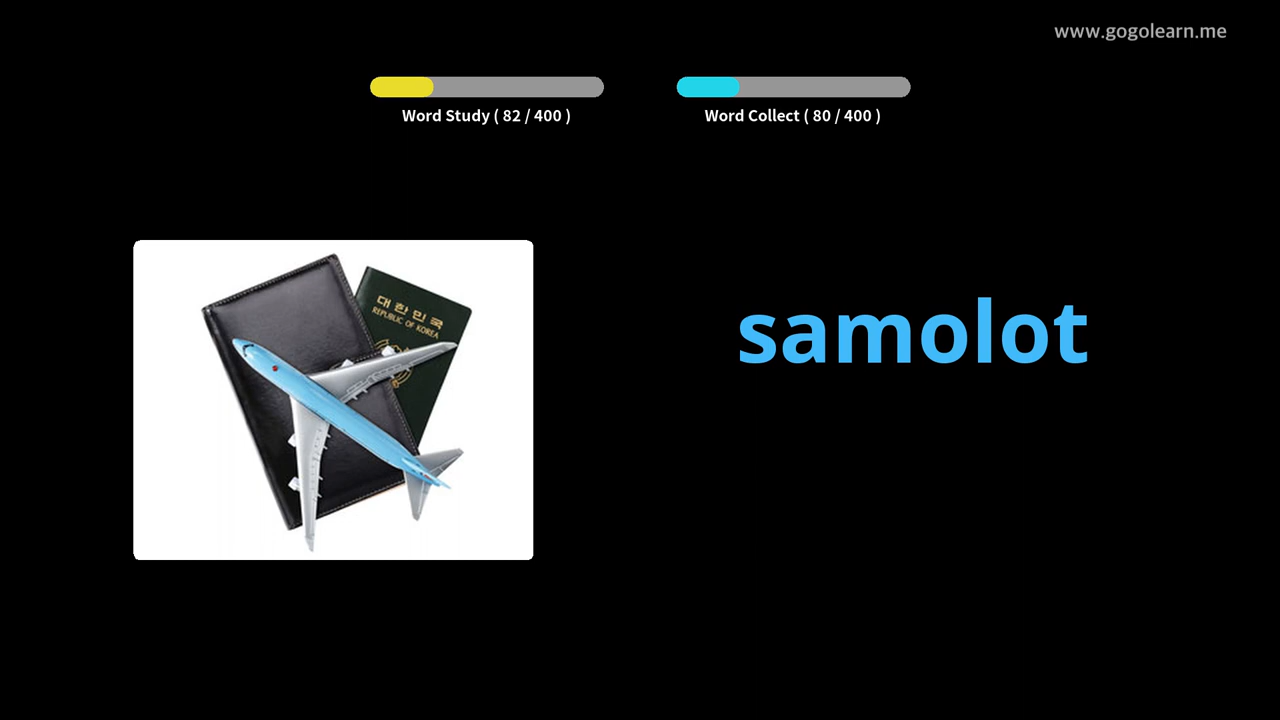 www.gogolearn.me
Word Study ( 82 / 400 )
Word Collect ( 80 / 400 )
대한민국
REPUBLIC OF KOREA
samolot